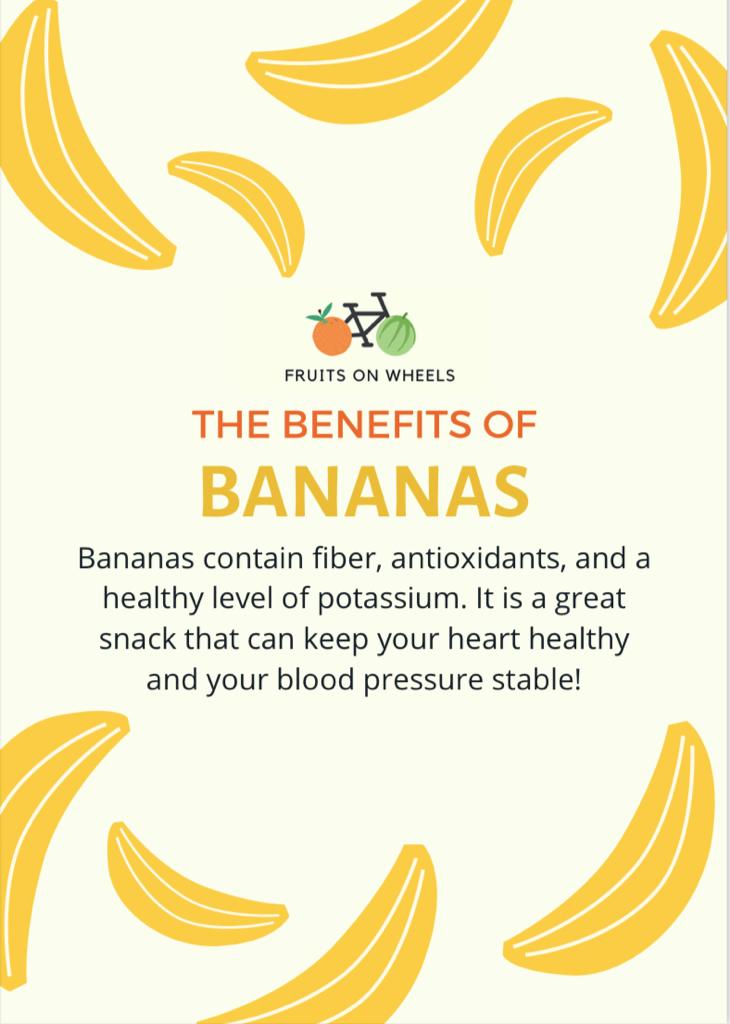 FRUITS ON WHEELS
THE BENEFITS OF
BANANAS
Bananas contain fiber, antioxidants, and a
healthy level of potassium. It is a great
snack that can keep your heart healthy
and your blood pressure stable!